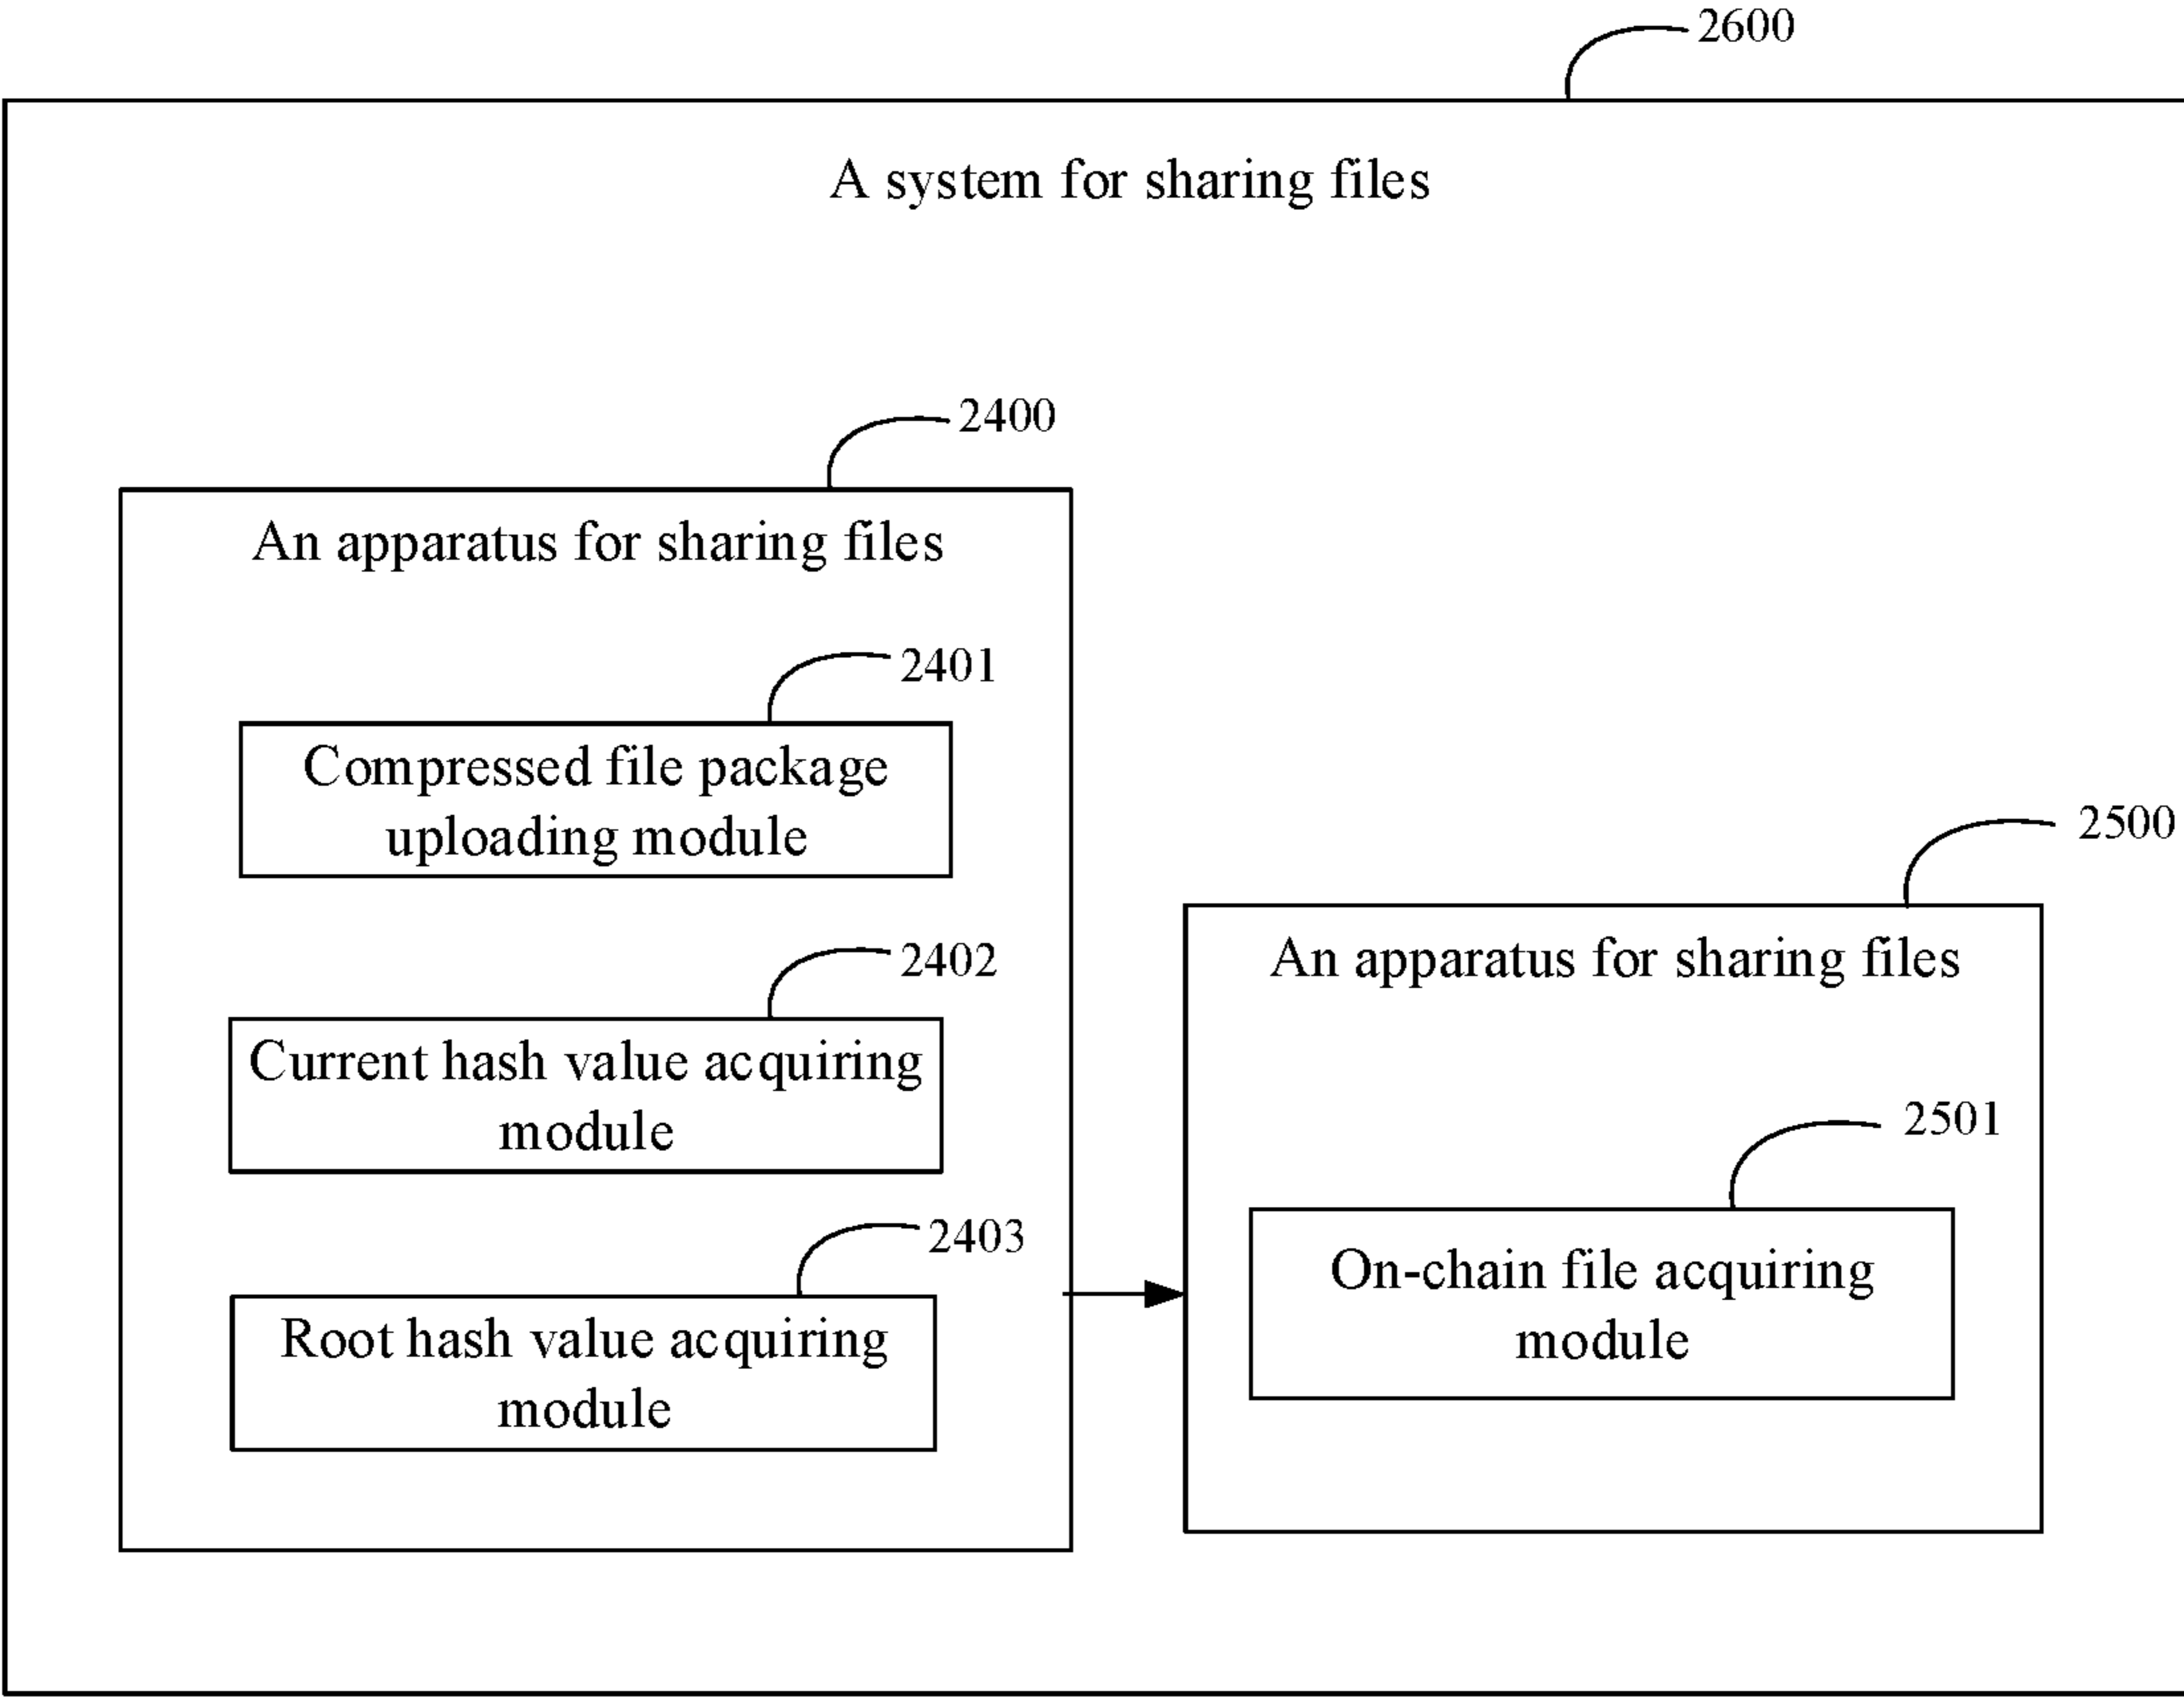 2600
A system for sharing files
2400
An apparatus for sharing files
2401
Compressed file package
uploading module
2402
Current hash value acquiring
module
2403
Root hash value acquiring
module
2500
An apparatus for sharing files
2501
On-chain file acquiring
module